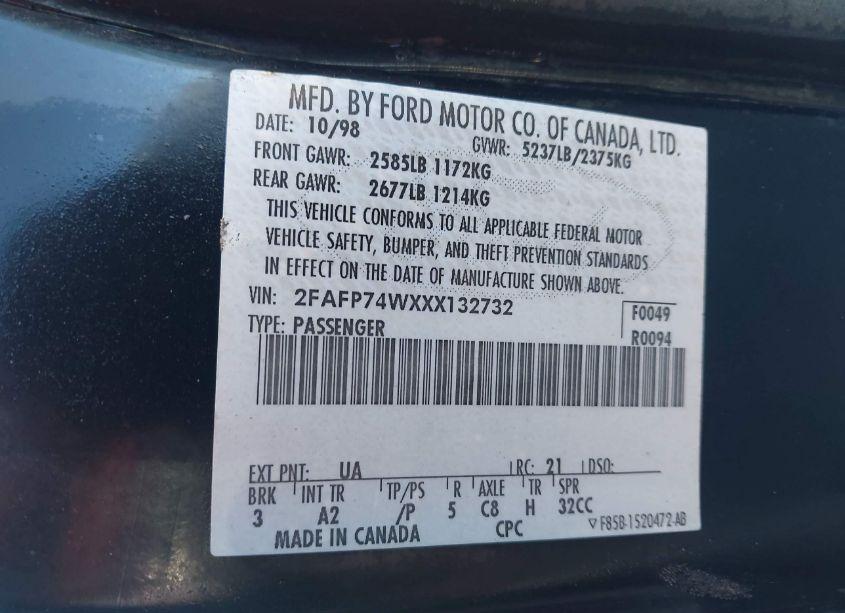 MFD. BY FORD MOTOR CO. OF CANADA, LTD.
DATE: 10/98 GVWR: 5237LB/2375KG
FRONT GAWR: 2585LB 1172KG
REAR GAWR: 2677LB 1214KG
THIS VEHICLE CONFORMS TO ALL APPLICABLE FEDERAL MOTOR
VEHICLE SAFETY, BUMPER, AND THEFT PREVENTION STANDARDS
IN EFFECT ON THE DATE OF MANUFACTURE SHOWN ABOVE.
VIN: 2FAFP74WXXX132732 F0049
TYPE: PASSENGER R0094
EXT PNT: UA RC: 21 DSO:
BRK INT TR TP/PS R AXLE TR SPR
3 A2 /P 5 C8 H 32CC
MADE IN CANADA CPC F85B-1520472-AB